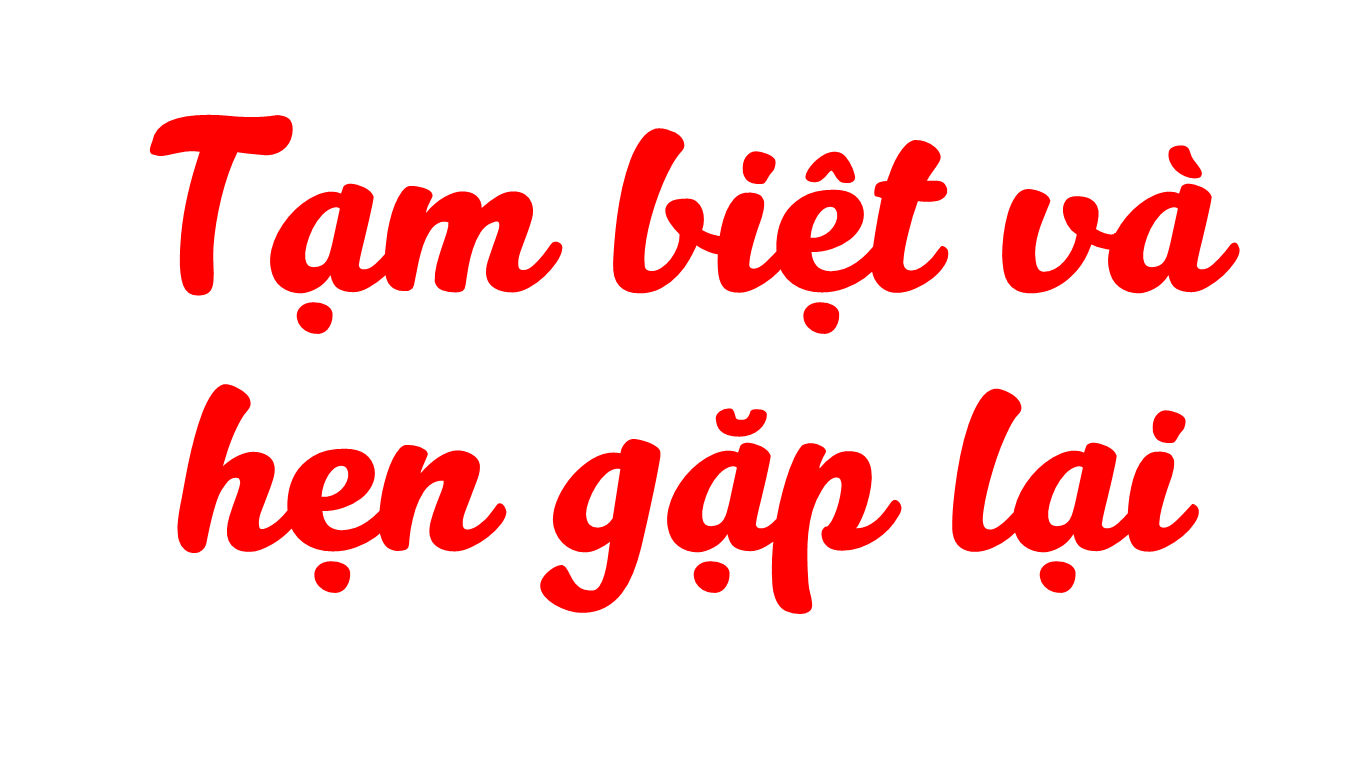 Tạm biệt và
hẹn gặp lại